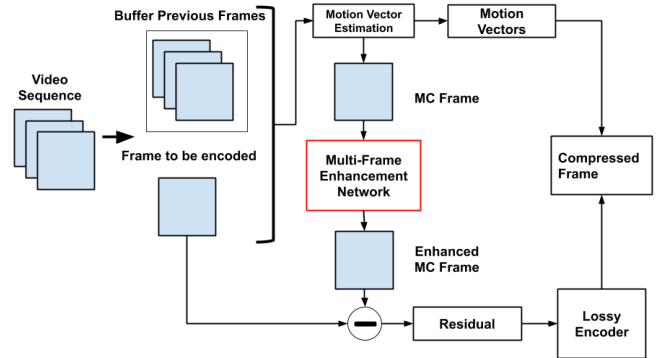 Buffer Previous Frames
Motion Vector
Estimation
Motion
Vectors
Video
Sequence
MC Frame
Frame to be encoded
Multi-Frame
Enhancement
Network
Compressed
Frame
Enhanced
MC Frame
Residual
Lossy
Encoder